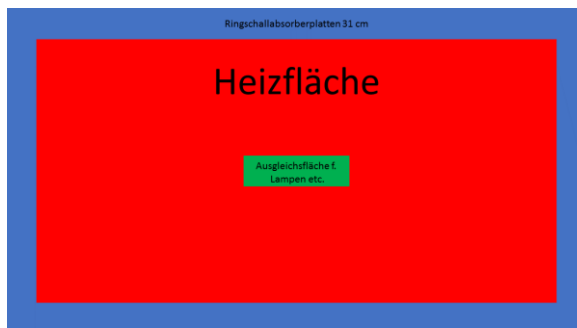 Ringschallabsorberplatten 31 cm
Heizfläche
Ausgleichsfläche f.
Lampen etc.